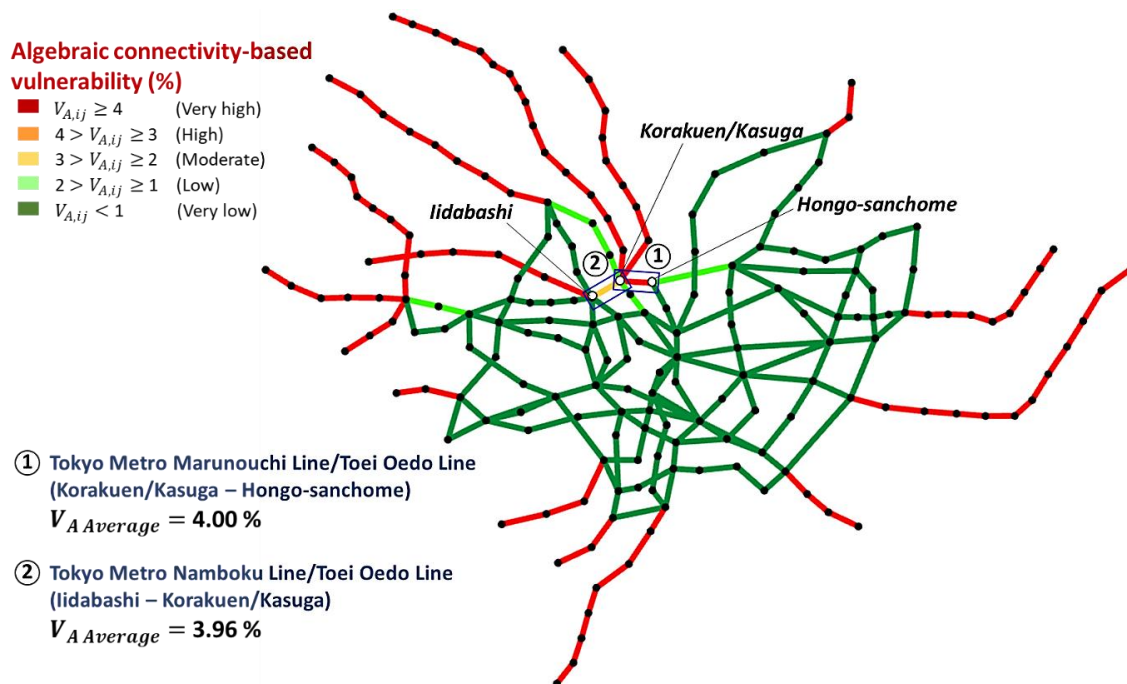 Algebraic connectivity-based
vulnerability (%)
V_{A,ij} ≥ 4 (Very high)
4 > V_{A,ij} ≥ 3 (High)
3 > V_{A,ij} ≥ 2 (Moderate)
2 > V_{A,ij} ≥ 1 (Low)
V_{A,ij} < 1 (Very low)
Korakuen/Kasuga
Iidabashi
Hongo-sanchome
② ①
① Tokyo Metro Marunouchi Line/Toei Oedo Line
(Korakuen/Kasuga – Hongo-sanchome)
V_{A Average} = 4.00 %
② Tokyo Metro Namboku Line/Toei Oedo Line
(Iidabashi – Korakuen/Kasuga)
V_{A Average} = 3.96 %